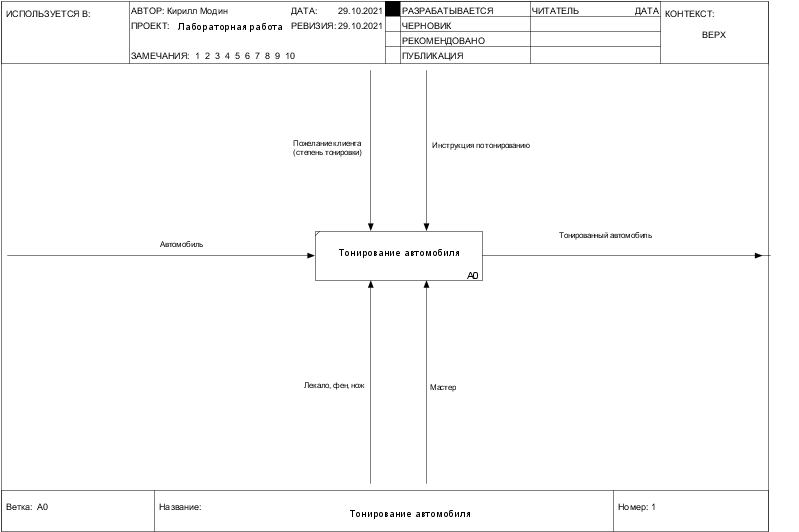 ИСПОЛЬЗУЕТСЯ В:
АВТОР: Кирилл Модин ДАТА: 29.10.2021
ПРОЕКТ: Лабораторная работа РЕВИЗИЯ: 29.10.2021
ЗАМЕЧАНИЯ: 1 2 3 4 5 6 7 8 9 10
РАЗРАБАТЫВАЕТСЯ
ЧЕРНОВИК
РЕКОМЕНДОВАНО
ПУБЛИКАЦИЯ
ЧИТАТЕЛЬ ДАТА
КОНТЕКСТ:
ВЕРХ
Пожелание клиента
(степень тонировки)
Инструкция по тонированию
Автомобиль
Тонирование автомобиля
A0
Тонированный автомобиль
Лекало, фен, нож
Мастер
Ветка: A0
Название:
Тонирование автомобиля
Номер: 1